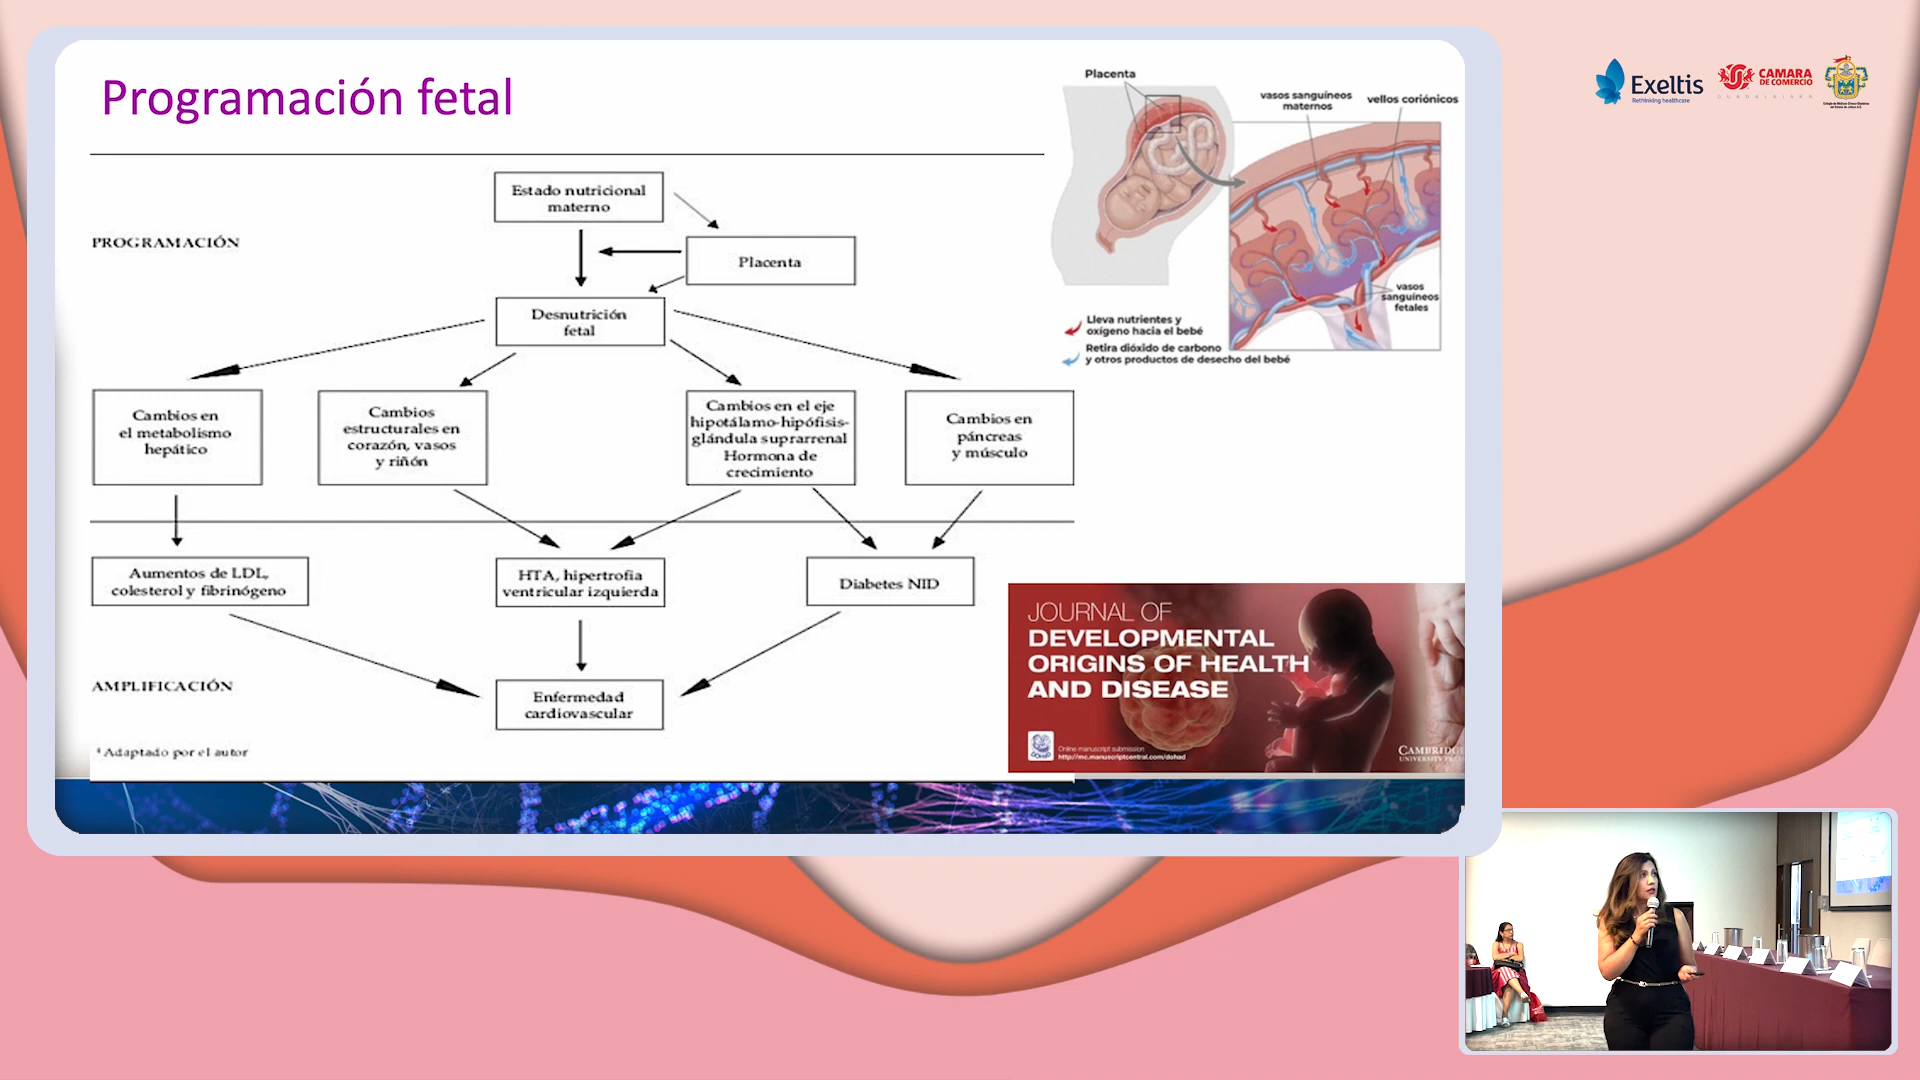 Programación fetal
Estado nutricional
materno
PROGRAMACIÓN
Placenta
Desnutrición
fetal
Cambios en
el metabolismo
hepático
Cambios
estructurales en
corazón, vasos
y riñón
Cambios en el eje
hipotálamo-hipófisis-
glándula suprarrenal
Hormona de
crecimiento
Cambios en
páncreas
y músculo
Aumentos de LDL,
colesterol y fibrinógeno
HTA, hipertrofia
ventricular izquierda
Diabetes NID
AMPLIFICACIÓN
Enfermedad
cardiovascular
Adaptado por el autor
Placenta
vasos sanguíneos
maternos
vellos coriónicos
vasos
sanguíneos
fetales
Lleva nutrientes y
oxígeno hacia el bebé
Retira dióxido de carbono
y otros productos de desecho del bebé
JOURNAL OF
DEVELOPMENTAL
ORIGINS OF HEALTH
AND DISEASE
Online manuscript submission
http://mc.manuscriptcentral.com/dohad
CAMBRIDGE
UNIVERSITY PRESS
Exeltis
Rethinking healthcare
CAMARA
DE COMERCIO
GUADALAJARA